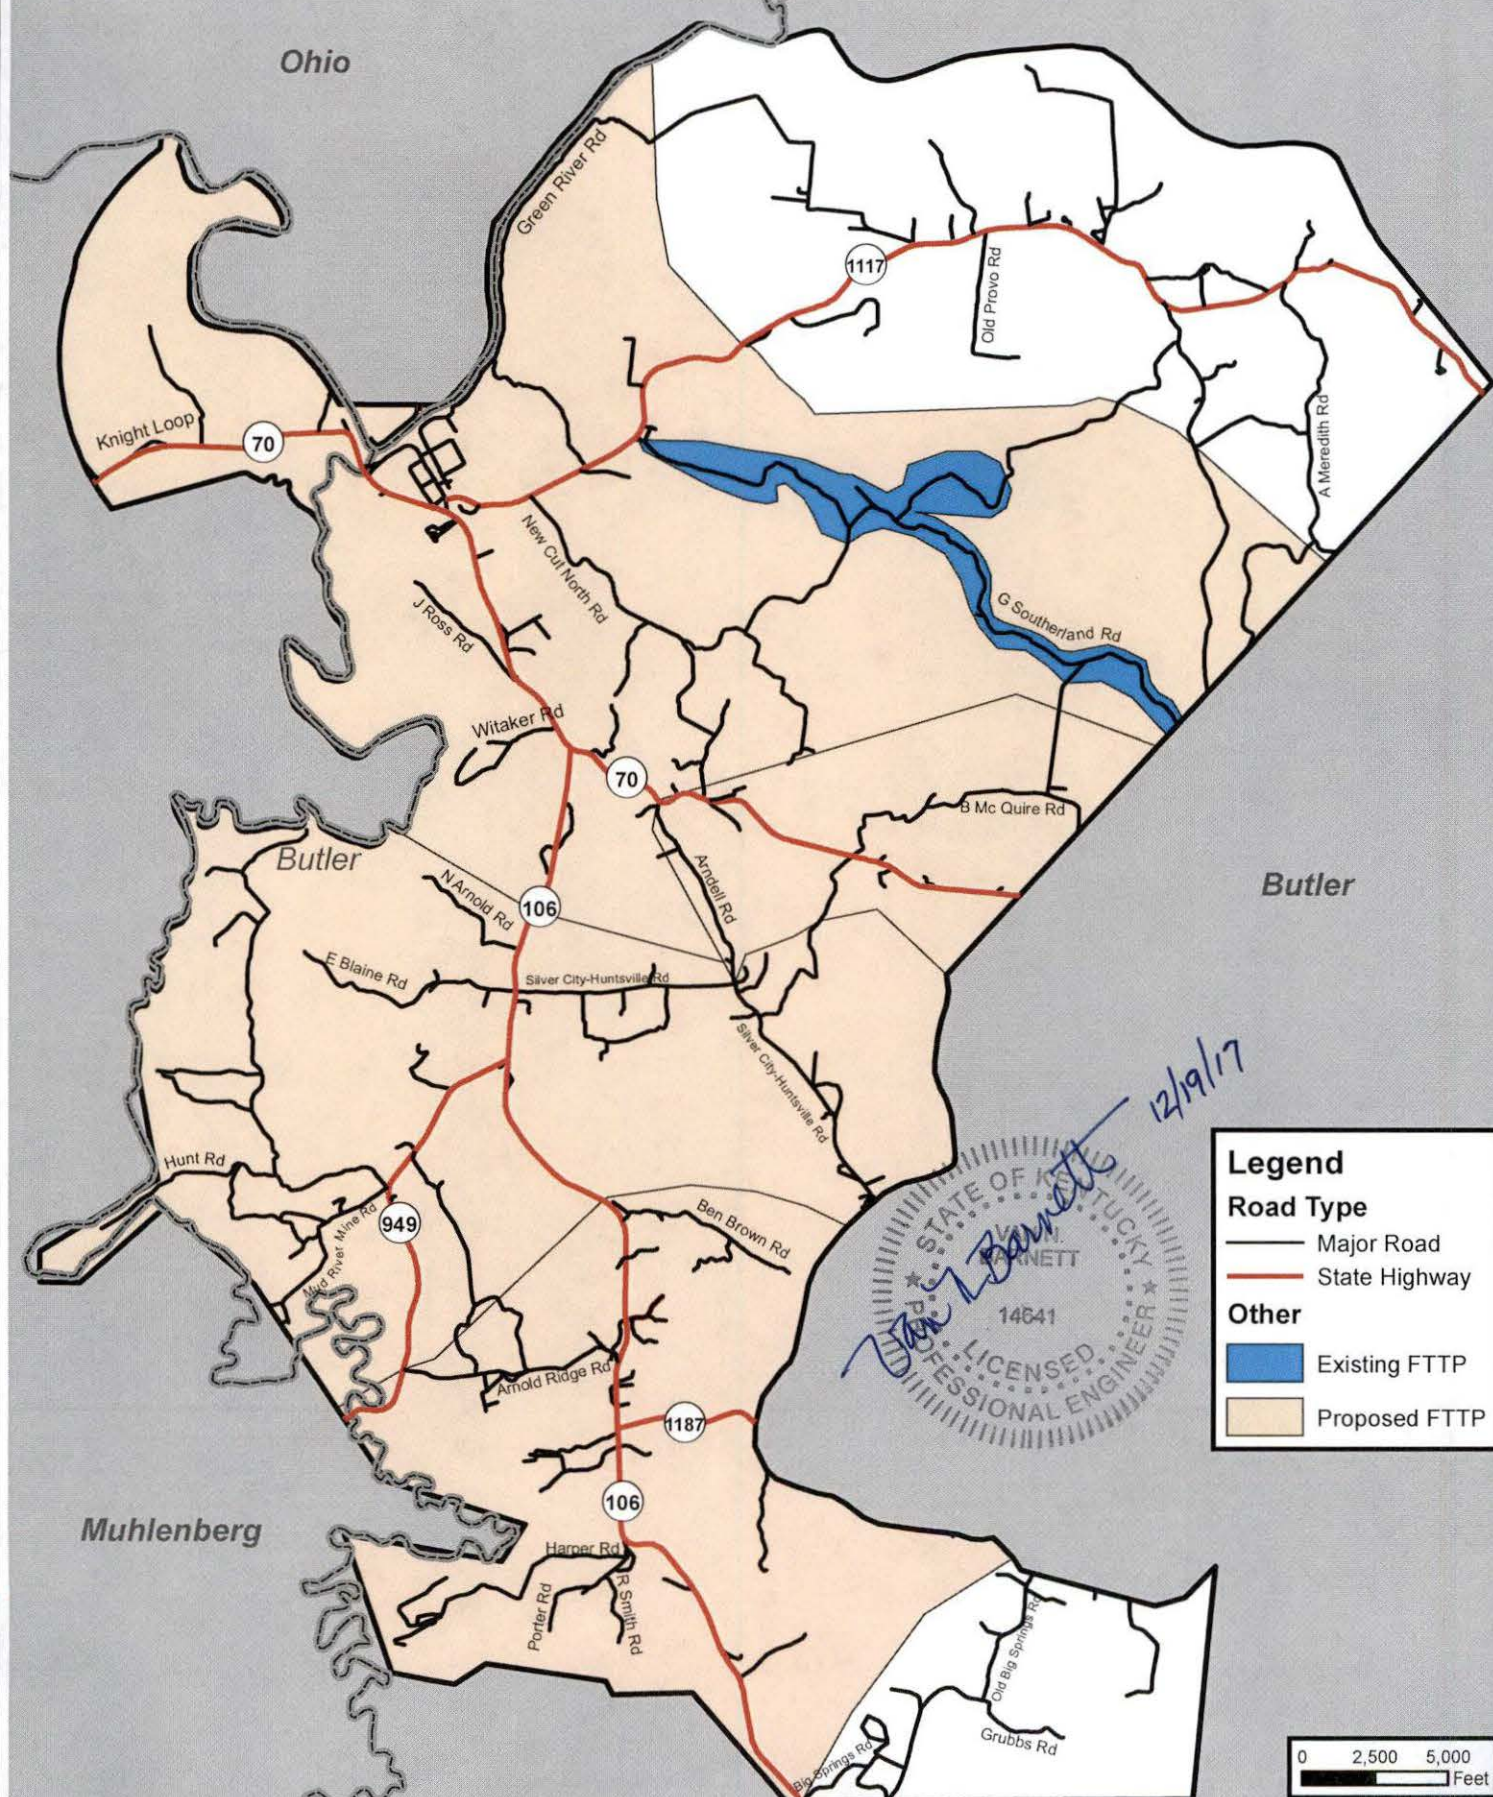 Ohio
Green River Rd
1117
Old Provo Rd
A Meredith Rd
Knight Loop
70
New Cut North Rd
J Ross Rd
G Southerland Rd
Witaker Rd
70
B Mc Quire Rd
Butler
Butler
N Arnold Rd
106
Arndell Rd
E Blaine Rd
Silver City-Huntsville Rd
Silver City-Huntsville Rd
12/19/17
Hunt Rd
Mud River Mine Rd
949
Ben Brown Rd
STATE OF KENTUCKY
BARNETT
14641
LICENSED
PROFESSIONAL ENGINEER
Legend
Road Type
Major Road
State Highway
Other
Existing FTTP
Proposed FTTP
Arnold Ridge Rd
1187
106
Muhlenberg
Harper Rd
Porter Rd
R Smith Rd
Old Big Springs Rd
Grubbs Rd
Big Springs Rd
0 2,500 5,000
Feet